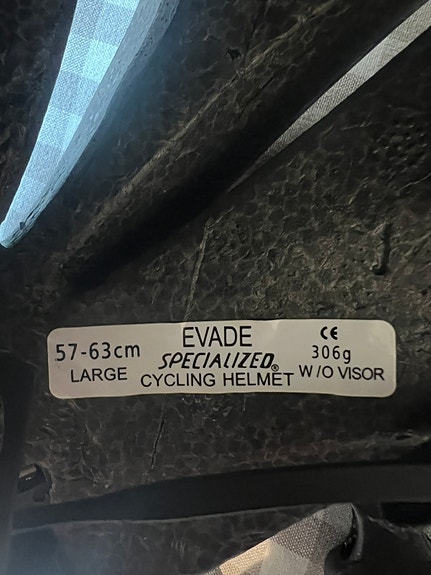 EVADE
CE
57-63cm
SPECIALIZED®
306g
LARGE
CYCLING HELMET
W/O VISOR